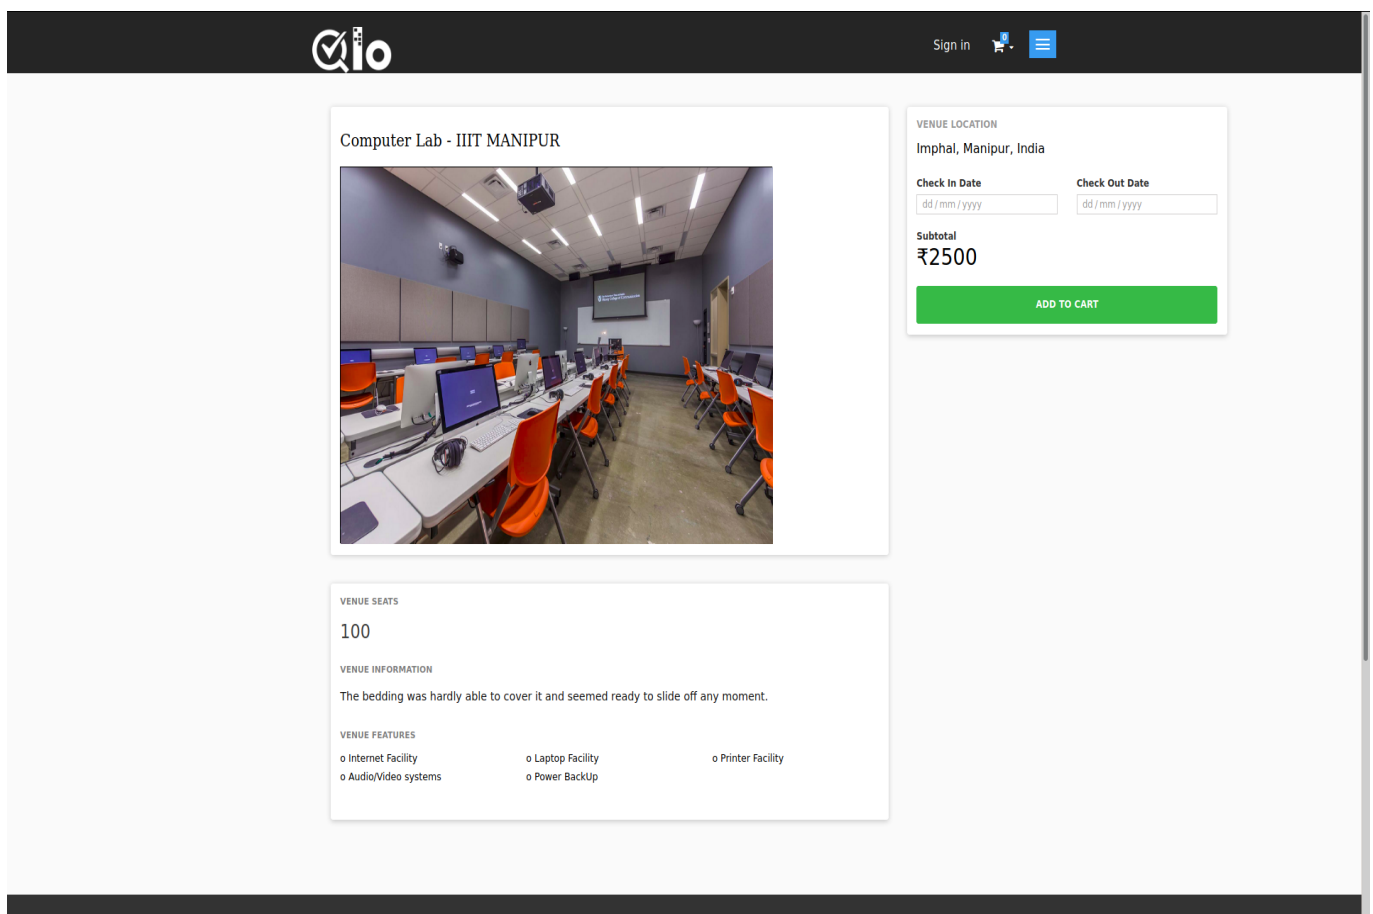 Qlo
Sign in
0
Computer Lab - IIIT MANIPUR
VENUE LOCATION
Imphal, Manipur, India
Check In Date Check Out Date
dd / mm / yyyy dd / mm / yyyy
Subtotal
₹2500
ADD TO CART
VENUE SEATS
100
VENUE INFORMATION
The bedding was hardly able to cover it and seemed ready to slide off any moment.
VENUE FEATURES
o Internet Facility o Laptop Facility o Printer Facility
o Audio/Video systems o Power BackUp